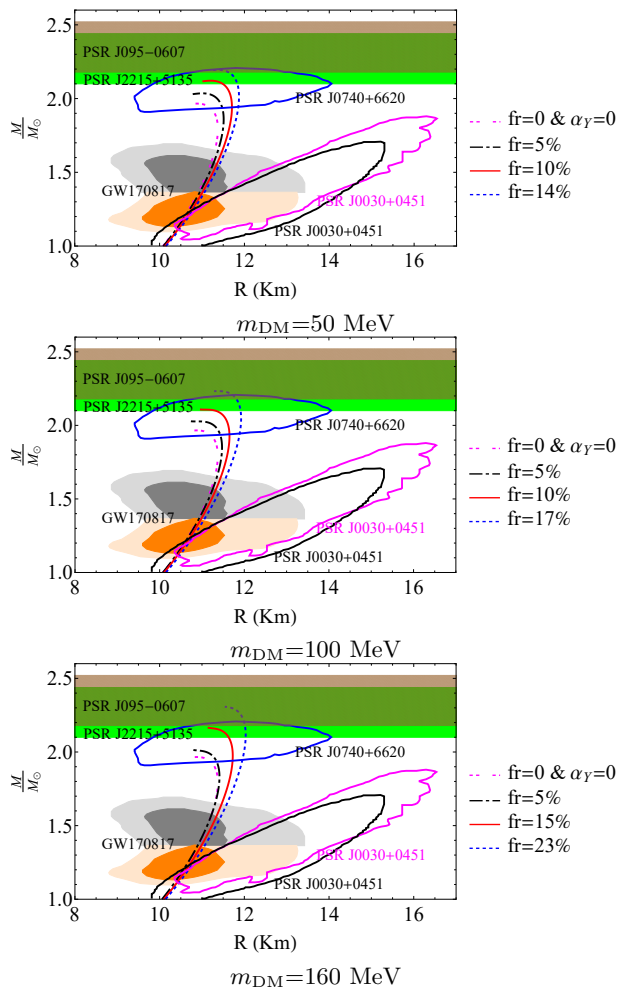 2.5
PSR J095−0607
PSR J2215+5135
2.0
PSR J0740+6620
M/M⊙
fr=0 & αY=0
fr=5%
fr=10%
fr=14%
1.5
GW170817
PSR J0030+0451
PSR J0030+0451
1.0
8 10 12 14 16
R (Km)
mDM=50 MeV
2.5
PSR J095−0607
PSR J2215+5135
2.0
PSR J0740+6620
M/M⊙
fr=0 & αY=0
fr=5%
fr=10%
fr=17%
1.5
GW170817
PSR J0030+0451
PSR J0030+0451
1.0
8 10 12 14 16
R (Km)
mDM=100 MeV
2.5
PSR J095−0607
PSR J2215+5135
2.0
PSR J0740+6620
M/M⊙
fr=0 & αY=0
fr=5%
fr=15%
fr=23%
1.5
GW170817
PSR J0030+0451
PSR J0030+0451
1.0
8 10 12 14 16
R (Km)
mDM=160 MeV